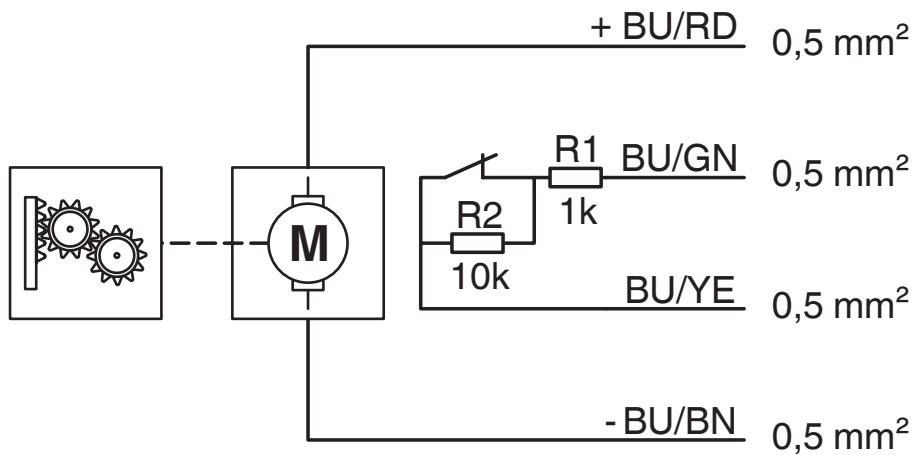 + BU/RD 0,5 mm²
R1 BU/GN 0,5 mm²
1k
R2
10k
M
BU/YE 0,5 mm²
- BU/BN 0,5 mm²